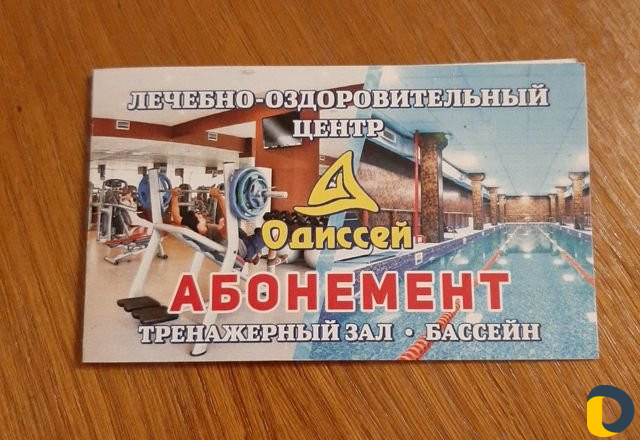 ЛЕЧЕБНО-ОЗДОРОВИТЕЛЬНЫЙ
ЦЕНТР
Одиссей
АБОНЕМЕНТ
ТРЕНАЖЕРНЫЙ ЗАЛ • БАССЕЙН